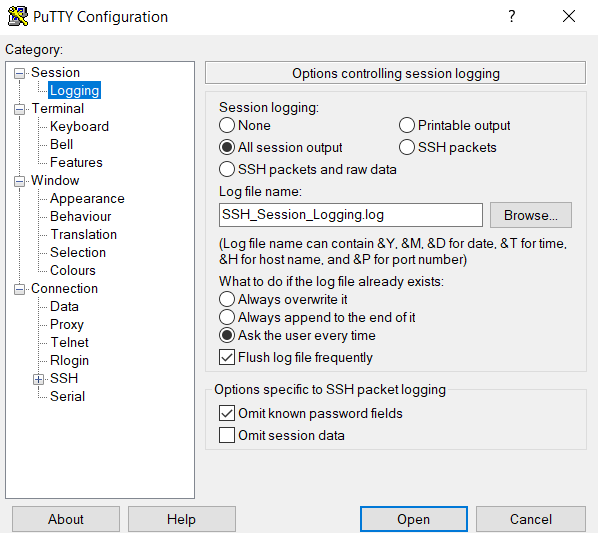 PuTTY Configuration
?
Category:
Session
Logging
Terminal
Keyboard
Bell
Features
Window
Appearance
Behaviour
Translation
Selection
Colours
Connection
Data
Proxy
Telnet
Rlogin
SSH
Serial
Options controlling session logging
Session logging:
None
Printable output
All session output
SSH packets
SSH packets and raw data
Log file name:
SSH_Session_Logging.log
Browse...
(Log file name can contain &Y, &M, &D for date, &T for time,
&H for host name, and &P for port number)
What to do if the log file already exists:
Always overwrite it
Always append to the end of it
Ask the user every time
Flush log file frequently
Options specific to SSH packet logging
Omit known password fields
Omit session data
About
Help
Open
Cancel